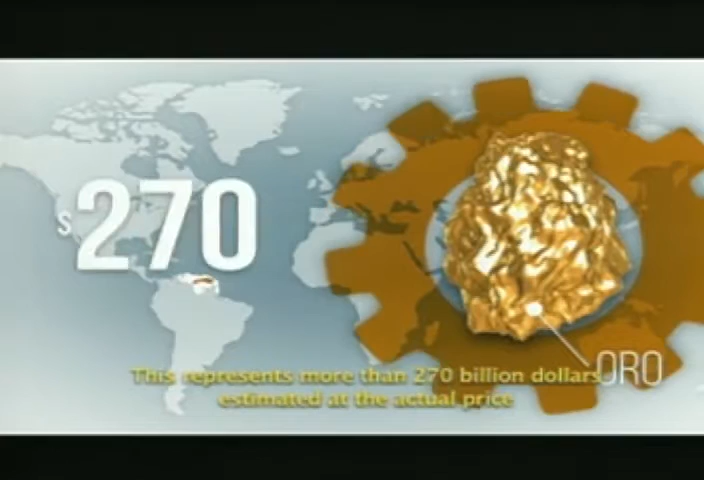 $270
ORO
This represents more than 270 billion dollars
estimated at the actual price